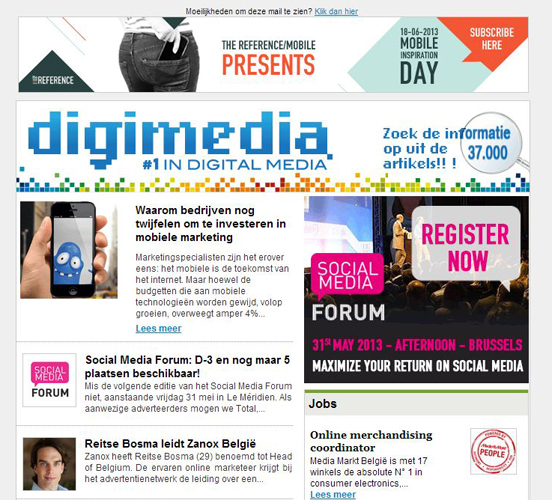 Moeilijkheden om deze mail te zien? Klik dan hier
THE REFERENCE
THE REFERENCE/MOBILE
PRESENTS
18-06-2013
MOBILE
INSPIRATION
DAY
SUBSCRIBE
HERE
digimedia
#1 IN DIGITAL MEDIA
Zoek de informatie
op uit de 37.000
artikels!! !
Waarom bedrijven nog
twijfelen om te investeren in
mobiele marketing
Marketingspecialisten zijn het erover
eens: het mobiele is de toekomst van
het internet. Maar hoewel de
budgetten die aan mobiele
technologieën worden gewijd, volop
groeien, overweegt amper 4%...
Lees meer
REGISTER
NOW
SOCIAL
MEDIA
FORUM
31ST MAY 2013 - AFTERNOON - BRUSSELS
MAXIMIZE YOUR RETURN ON SOCIAL MEDIA
SOCIAL
MEDIA
FORUM
Social Media Forum: D-3 en nog maar 5
plaatsen beschikbaar!
Mis de volgende editie van het Social Media Forum
niet, aanstaande vrijdag 31 mei in Le Méridien. Als
aanwezige adverteerders mogen we Total,...
Reitse Bosma leidt Zanox België
Zanox heeft Reitse Bosma (29) benoemd tot Head
of Belgium. De ervaren online marketeer krijgt bij
het advertentienetwerk de leiding over een...
Jobs
Online merchandising
coordinator
Media Markt België is met 17
winkels de absolute N° 1 in
consumer electronics,...
Lees meer
PEOPLE